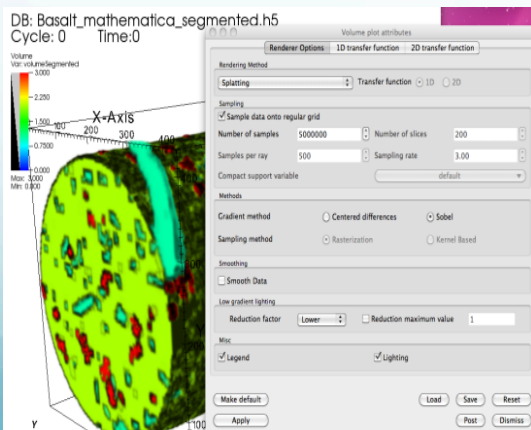 DB: Basalt_mathematica_segmented.h5
Cycle: 0 Time:0
Volume
Var: volumeSegmented
3.000
1.500
0.7500
0.000
Max: 3.000
Min: 0.000
X-Axis
100
200
300
400
Y
100
Volume plot attributes
Renderer Options 1D transfer function 2D transfer function
Rendering Method
Splatting Transfer function 1D 2D
Sampling
Sample data onto regular grid
Number of samples 5000000 Number of slices 200
Samples per ray 500 Sampling rate 3.00
Compact support variable default
Methods
Gradient method Centered differences Sobel
Sampling method Rasterization Kernel Based
Smoothing
Smooth Data
Low gradient lighting
Reduction factor Lower Reduction maximum value 1
Misc
Legend Lighting
Make default Load Save Reset
Apply Post Dismiss